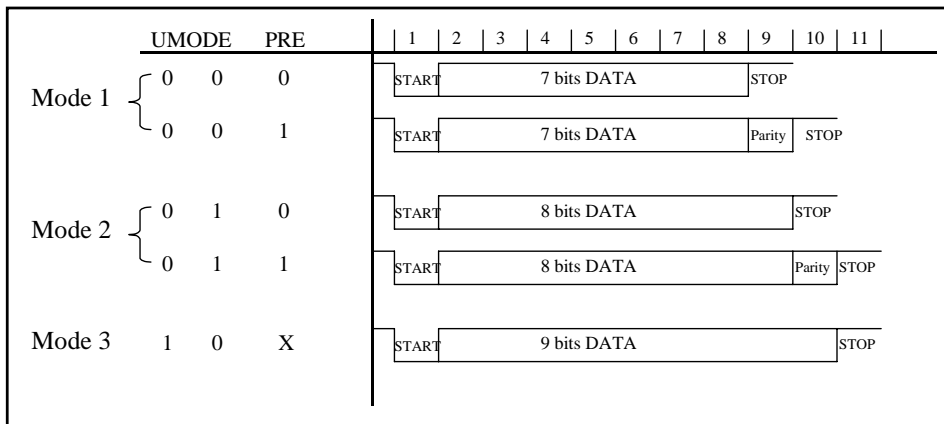 UMODE PRE 1 2 3 4 5 6 7 8 9 10 11
0 0 0 START 7 bits DATA STOP
Mode 1
0 0 1 START 7 bits DATA Parity STOP
0 1 0 START 8 bits DATA STOP
Mode 2
0 1 1 START 8 bits DATA Parity STOP
Mode 3 1 0 X START 9 bits DATA STOP